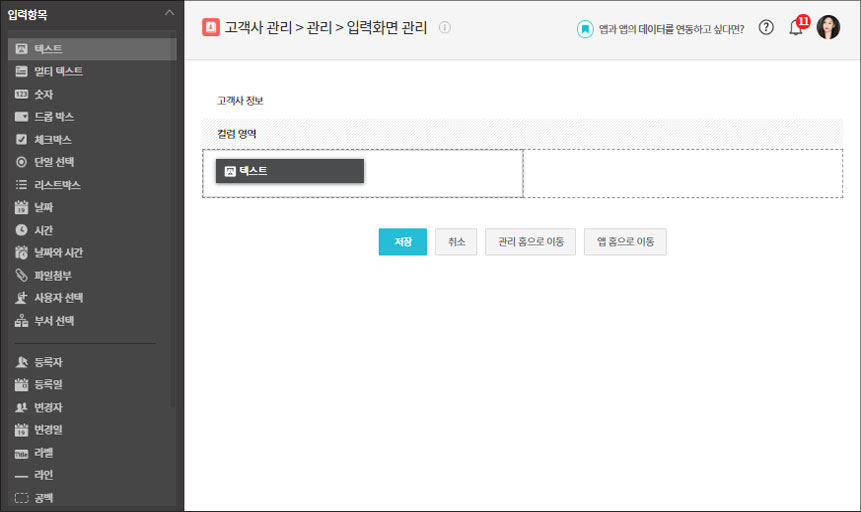 입력항목
텍스트
멀티 텍스트
숫자
드롭 박스
체크박스
단일 선택
리스트박스
날짜
시간
날짜와 시간
파일첨부
사용자 선택
부서 선택
등록자
등록일
변경자
변경일
라벨
라인
공백
고객사 관리 > 관리 > 입력화면 관리
앱과 앱의 데이터를 연동하고 싶다면?
11
고객사 정보
컬럼 영역
텍스트
저장 취소 관리 홈으로 이동 앱 홈으로 이동